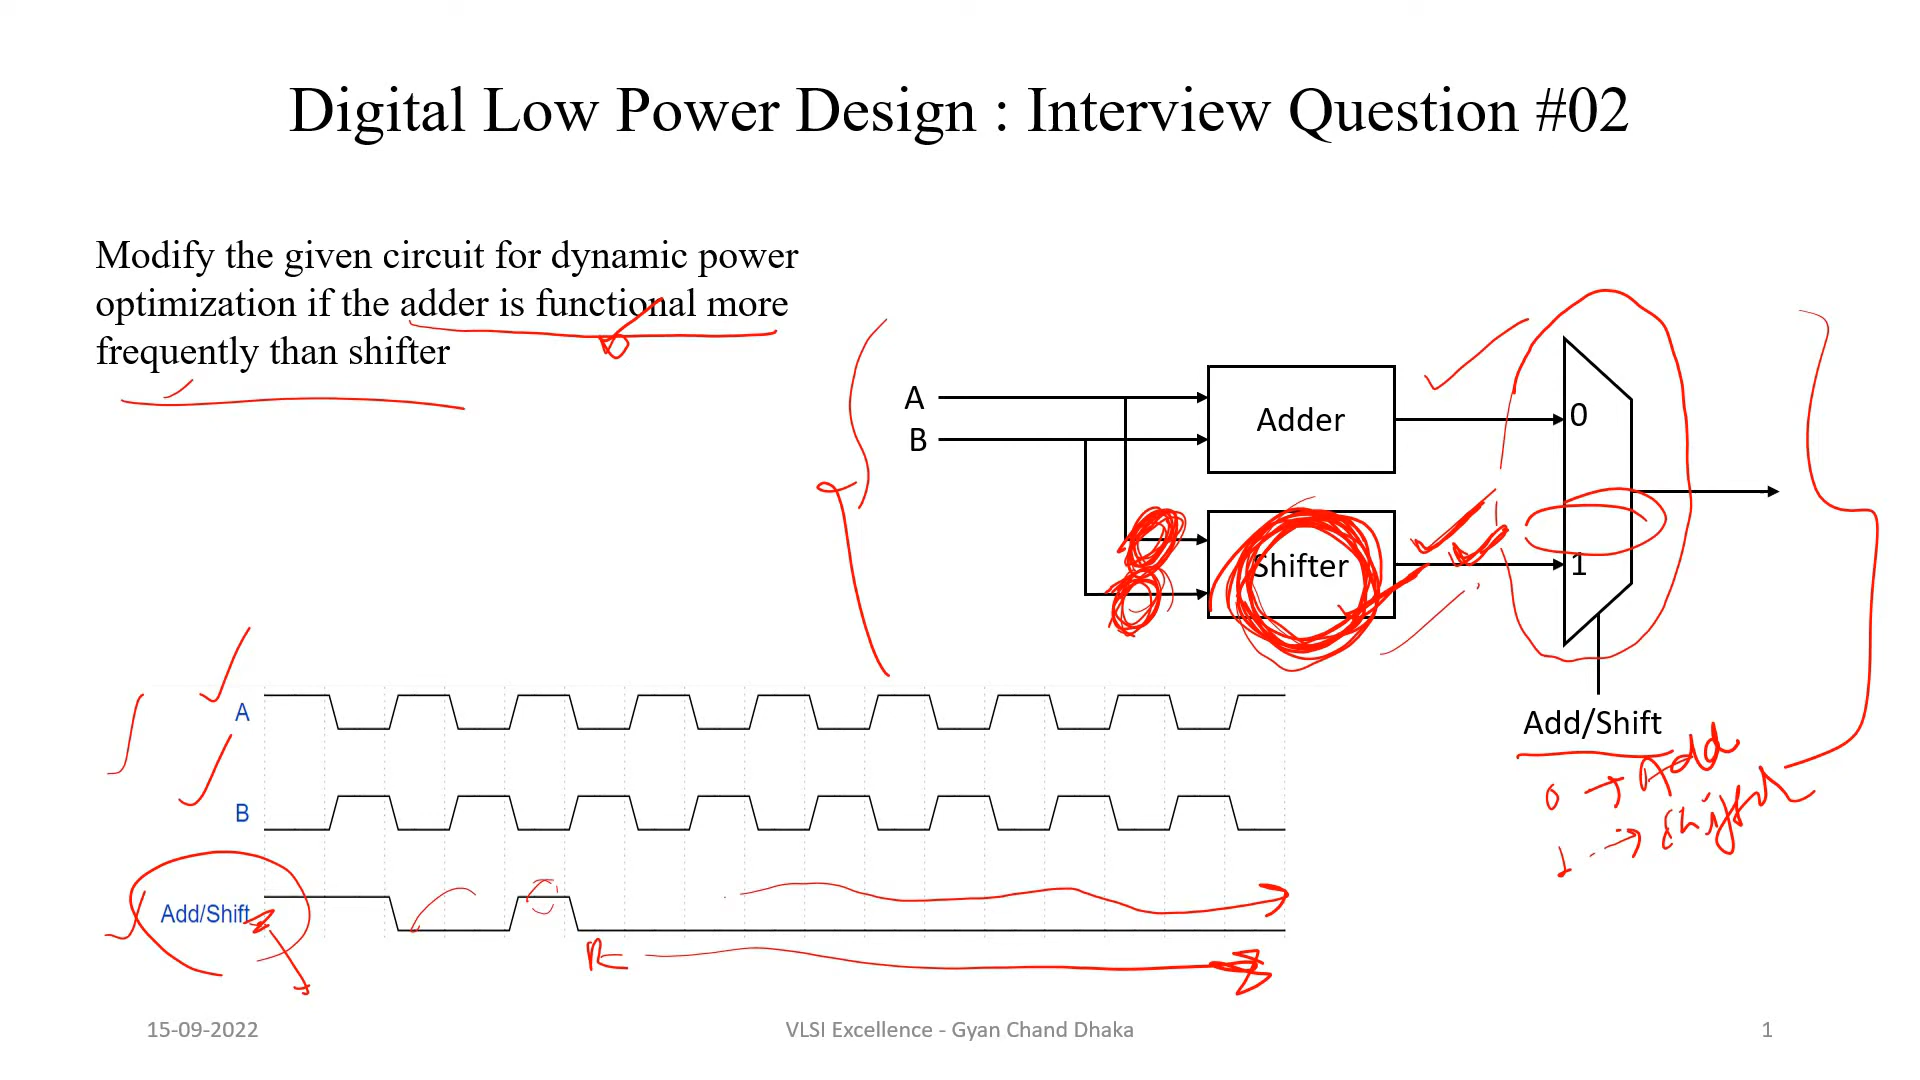 Digital Low Power Design : Interview Question #02
Modify the given circuit for dynamic power
optimization if the adder is functional more
frequently than shifter
A
B
Adder
0
Shifter
1
Add/Shift
0 → Add
1 → Shifter
A
B
Add/Shift
15-09-2022
VLSI Excellence - Gyan Chand Dhaka
1